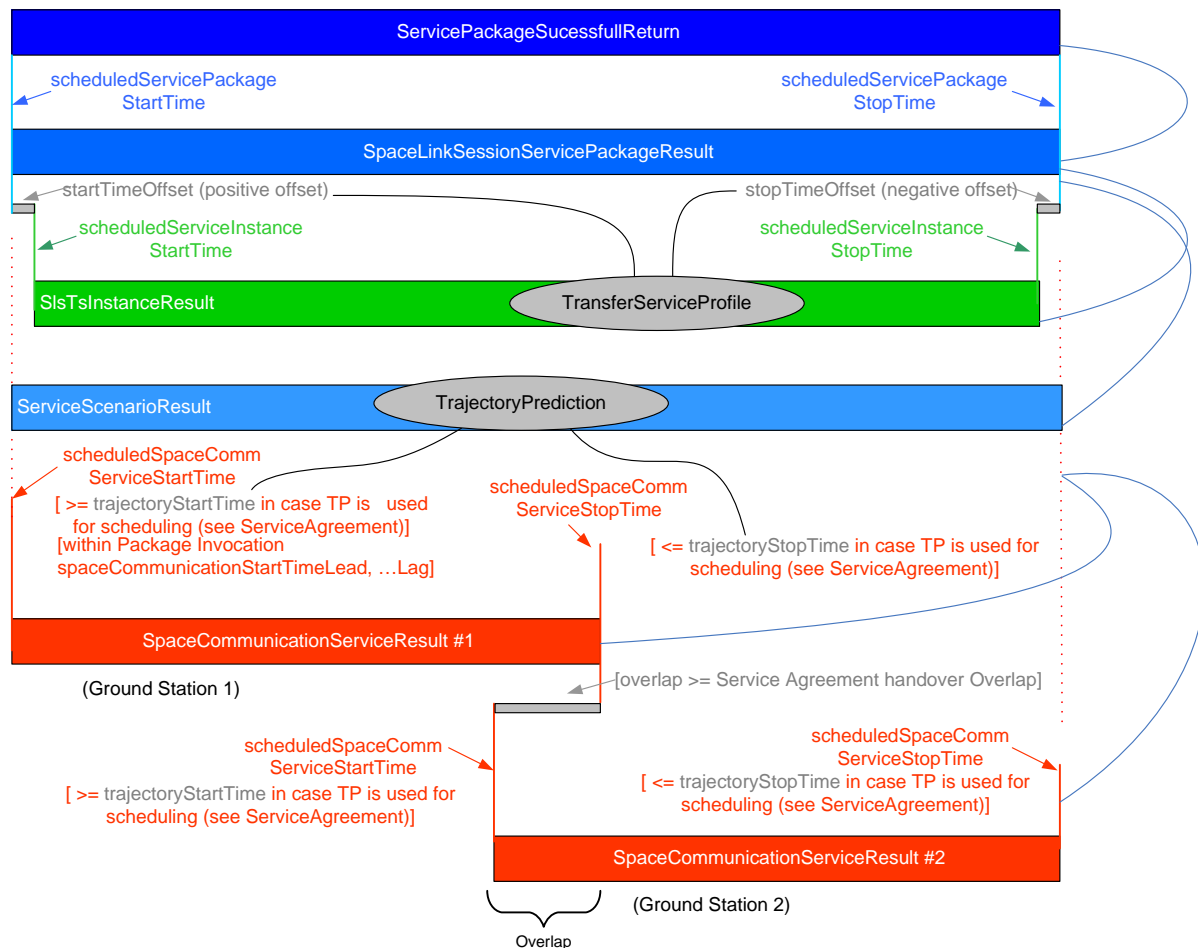 ServicePackageSucessfullReturn
scheduledServicePackage
StartTime
scheduledServicePackage
StopTime
SpaceLinkSessionServicePackageResult
startTimeOffset (positive offset)
stopTimeOffset (negative offset)
scheduledServiceInstance
StartTime
scheduledServiceInstance
StopTime
SlsTsInstanceResult
TransferServiceProfile
ServiceScenarioResult
TrajectoryPrediction
scheduledSpaceComm
ServiceStartTime
[ >= trajectoryStartTime in case TP is used
for scheduling (see ServiceAgreement)]
[within Package Invocation
spaceCommunicationStartTimeLead, …Lag]
scheduledSpaceComm
ServiceStopTime
[ <= trajectoryStopTime in case TP is used for
scheduling (see ServiceAgreement)]
SpaceCommunicationServiceResult #1
(Ground Station 1)
[overlap >= Service Agreement handover Overlap]
scheduledSpaceComm
ServiceStartTime
[ >= trajectoryStartTime in case TP is used for
scheduling (see ServiceAgreement)]
scheduledSpaceComm
ServiceStopTime
[ <= trajectoryStopTime in case TP is used for
scheduling (see ServiceAgreement)]
SpaceCommunicationServiceResult #2
(Ground Station 2)
Overlap